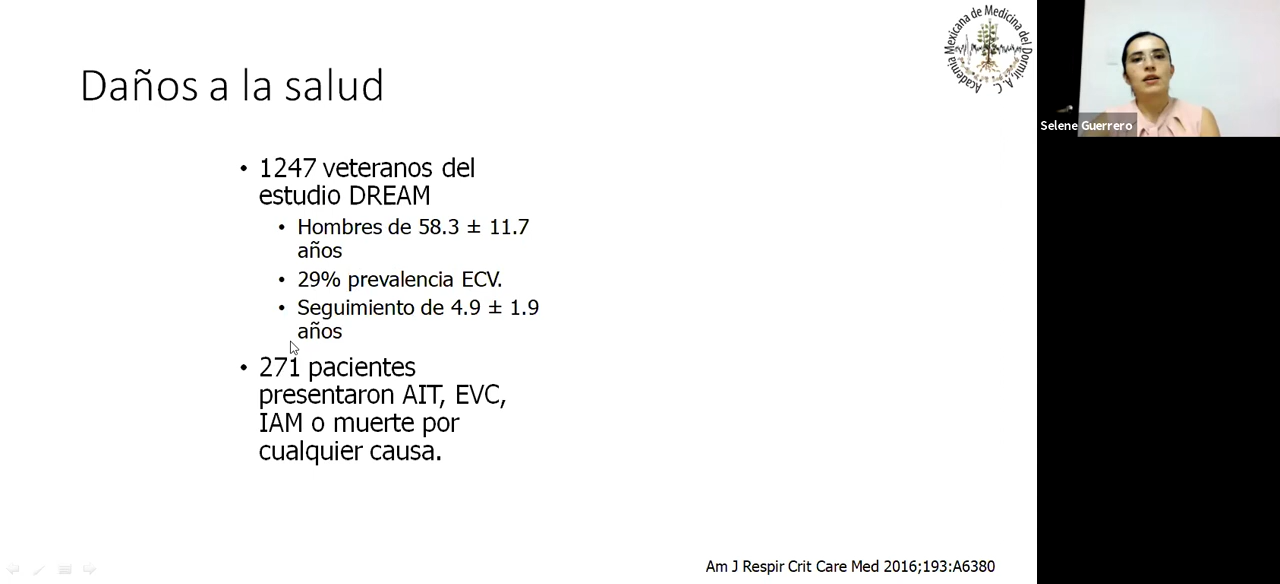 Daños a la salud
Academia Mexicana de Medicina del Dormir, A. C.
Selene Guerrero
• 1247 veteranos del
estudio DREAM
• Hombres de 58.3 ± 11.7
años
• 29% prevalencia ECV.
• Seguimiento de 4.9 ± 1.9
años
• 271 pacientes
presentaron AIT, EVC,
IAM o muerte por
cualquier causa.
Am J Respir Crit Care Med 2016;193:A6380